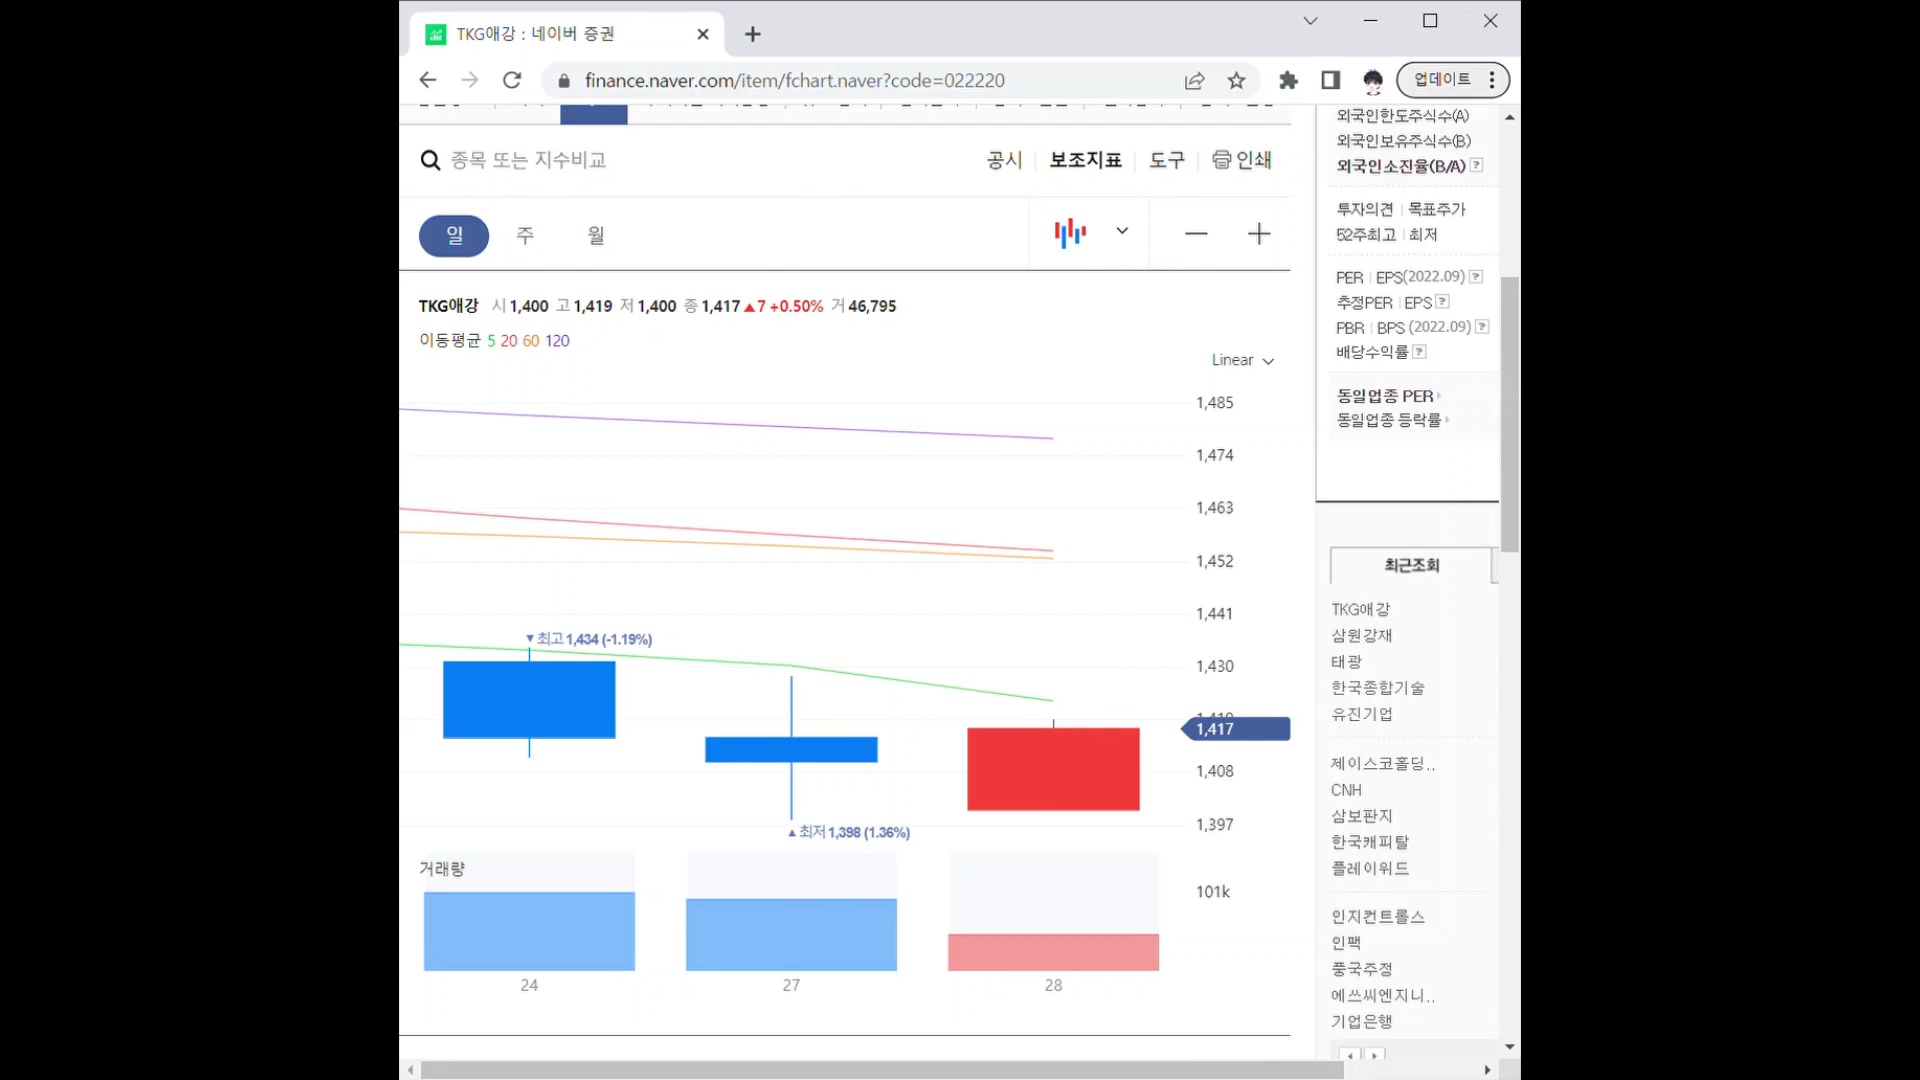 TKG애강 : 네이버 증권
finance.naver.com/item/fchart.naver?code=022220
업데이트
종목 또는 지수비교
공시 보조지표 도구 인쇄
일 주 월
TKG애강 시 1,400 고 1,419 저 1,400 종 1,417 ▲7 +0.50% 거 46,795
이동평균 5 20 60 120
Linear
1,485
1,474
1,463
1,452
1,441
1,430
1,417
1,408
1,397
▼최고 1,434 (-1.19%)
▲최저 1,398 (1.36%)
거래량
101k
24 27 28
외국인한도주식수(A)
외국인보유주식수(B)
외국인소진율(B/A) ?
투자의견 | 목표주가
52주최고 | 최저
PER | EPS(2022.09) ?
추정PER | EPS ?
PBR | BPS (2022.09) ?
배당수익률 ?
동일업종 PER
동일업종 등락률
최근조회
TKG애강
삼원강재
태광
한국종합기술
유진기업
제이스코홀딩..
CNH
삼보판지
한국캐피탈
플레이위드
인지컨트롤스
인팩
풍국주정
에쓰씨엔지니..
기업은행